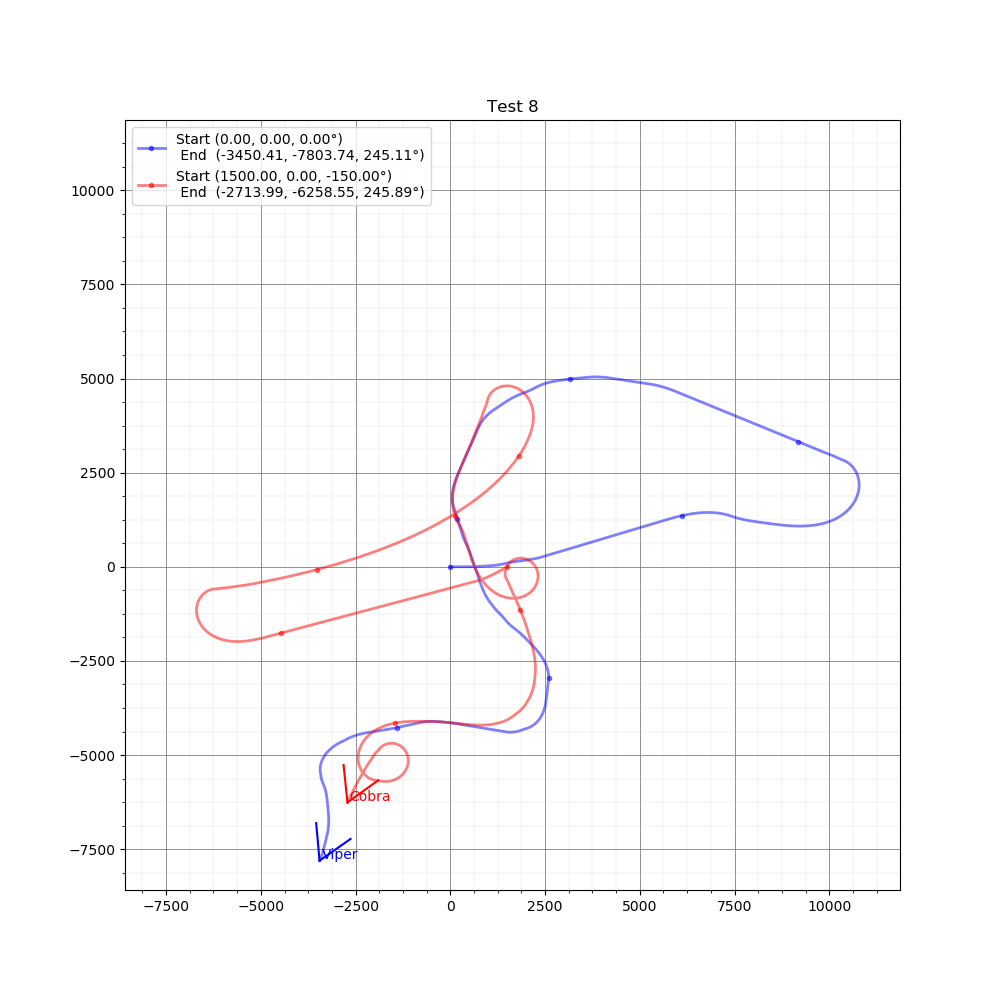 Test 8
Start (0.00, 0.00, 0.00°)
End (-3450.41, -7803.74, 245.11°)
Start (1500.00, 0.00, -150.00°)
End (-2713.99, -6258.55, 245.89°)
10000
7500
5000
2500
0
−2500
−5000
−7500
Cobra
Viper
−7500 −5000 −2500 0 2500 5000 7500 10000